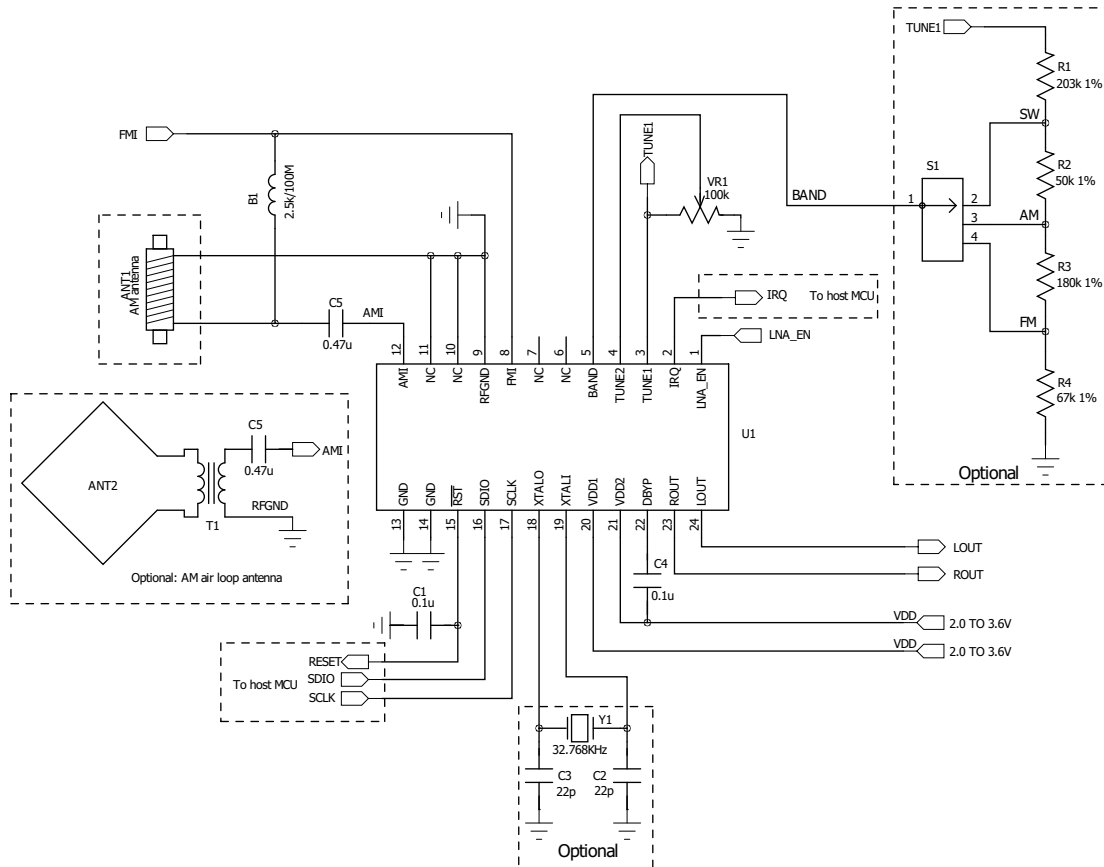 TUNE1
R1
203k 1%
SW
R2
50k 1%
AM
R3
180k 1%
FM
R4
67k 1%
S1
1
2
3
4
Optional
BAND
FMI
B1
2.5k/100M
TUNE1
VR1
100k
ANT1
AM antenna
C5
0.47u
AMI
IRQ
To host MCU
LNA_EN
12
11
10
9
8
7
6
5
4
3
2
1
AMI
NC
NC
RFGND
FMI
NC
NC
BAND
TUNE2
TUNE1
IRQ
LNA_EN
U1
GND
GND
RST
SDIO
SCLK
XTALO
XTALI
VDD1
VDD2
DBYP
ROUT
LOUT
13
14
15
16
17
18
19
20
21
22
23
24
ANT2
T1
C5
0.47u
AMI
RFGND
Optional: AM air loop antenna
C4
0.1u
LOUT
ROUT
VDD
2.0 TO 3.6V
VDD
2.0 TO 3.6V
C1
0.1u
RESET
SDIO
SCLK
To host MCU
Y1
32.768KHz
C3
22p
C2
22p
Optional